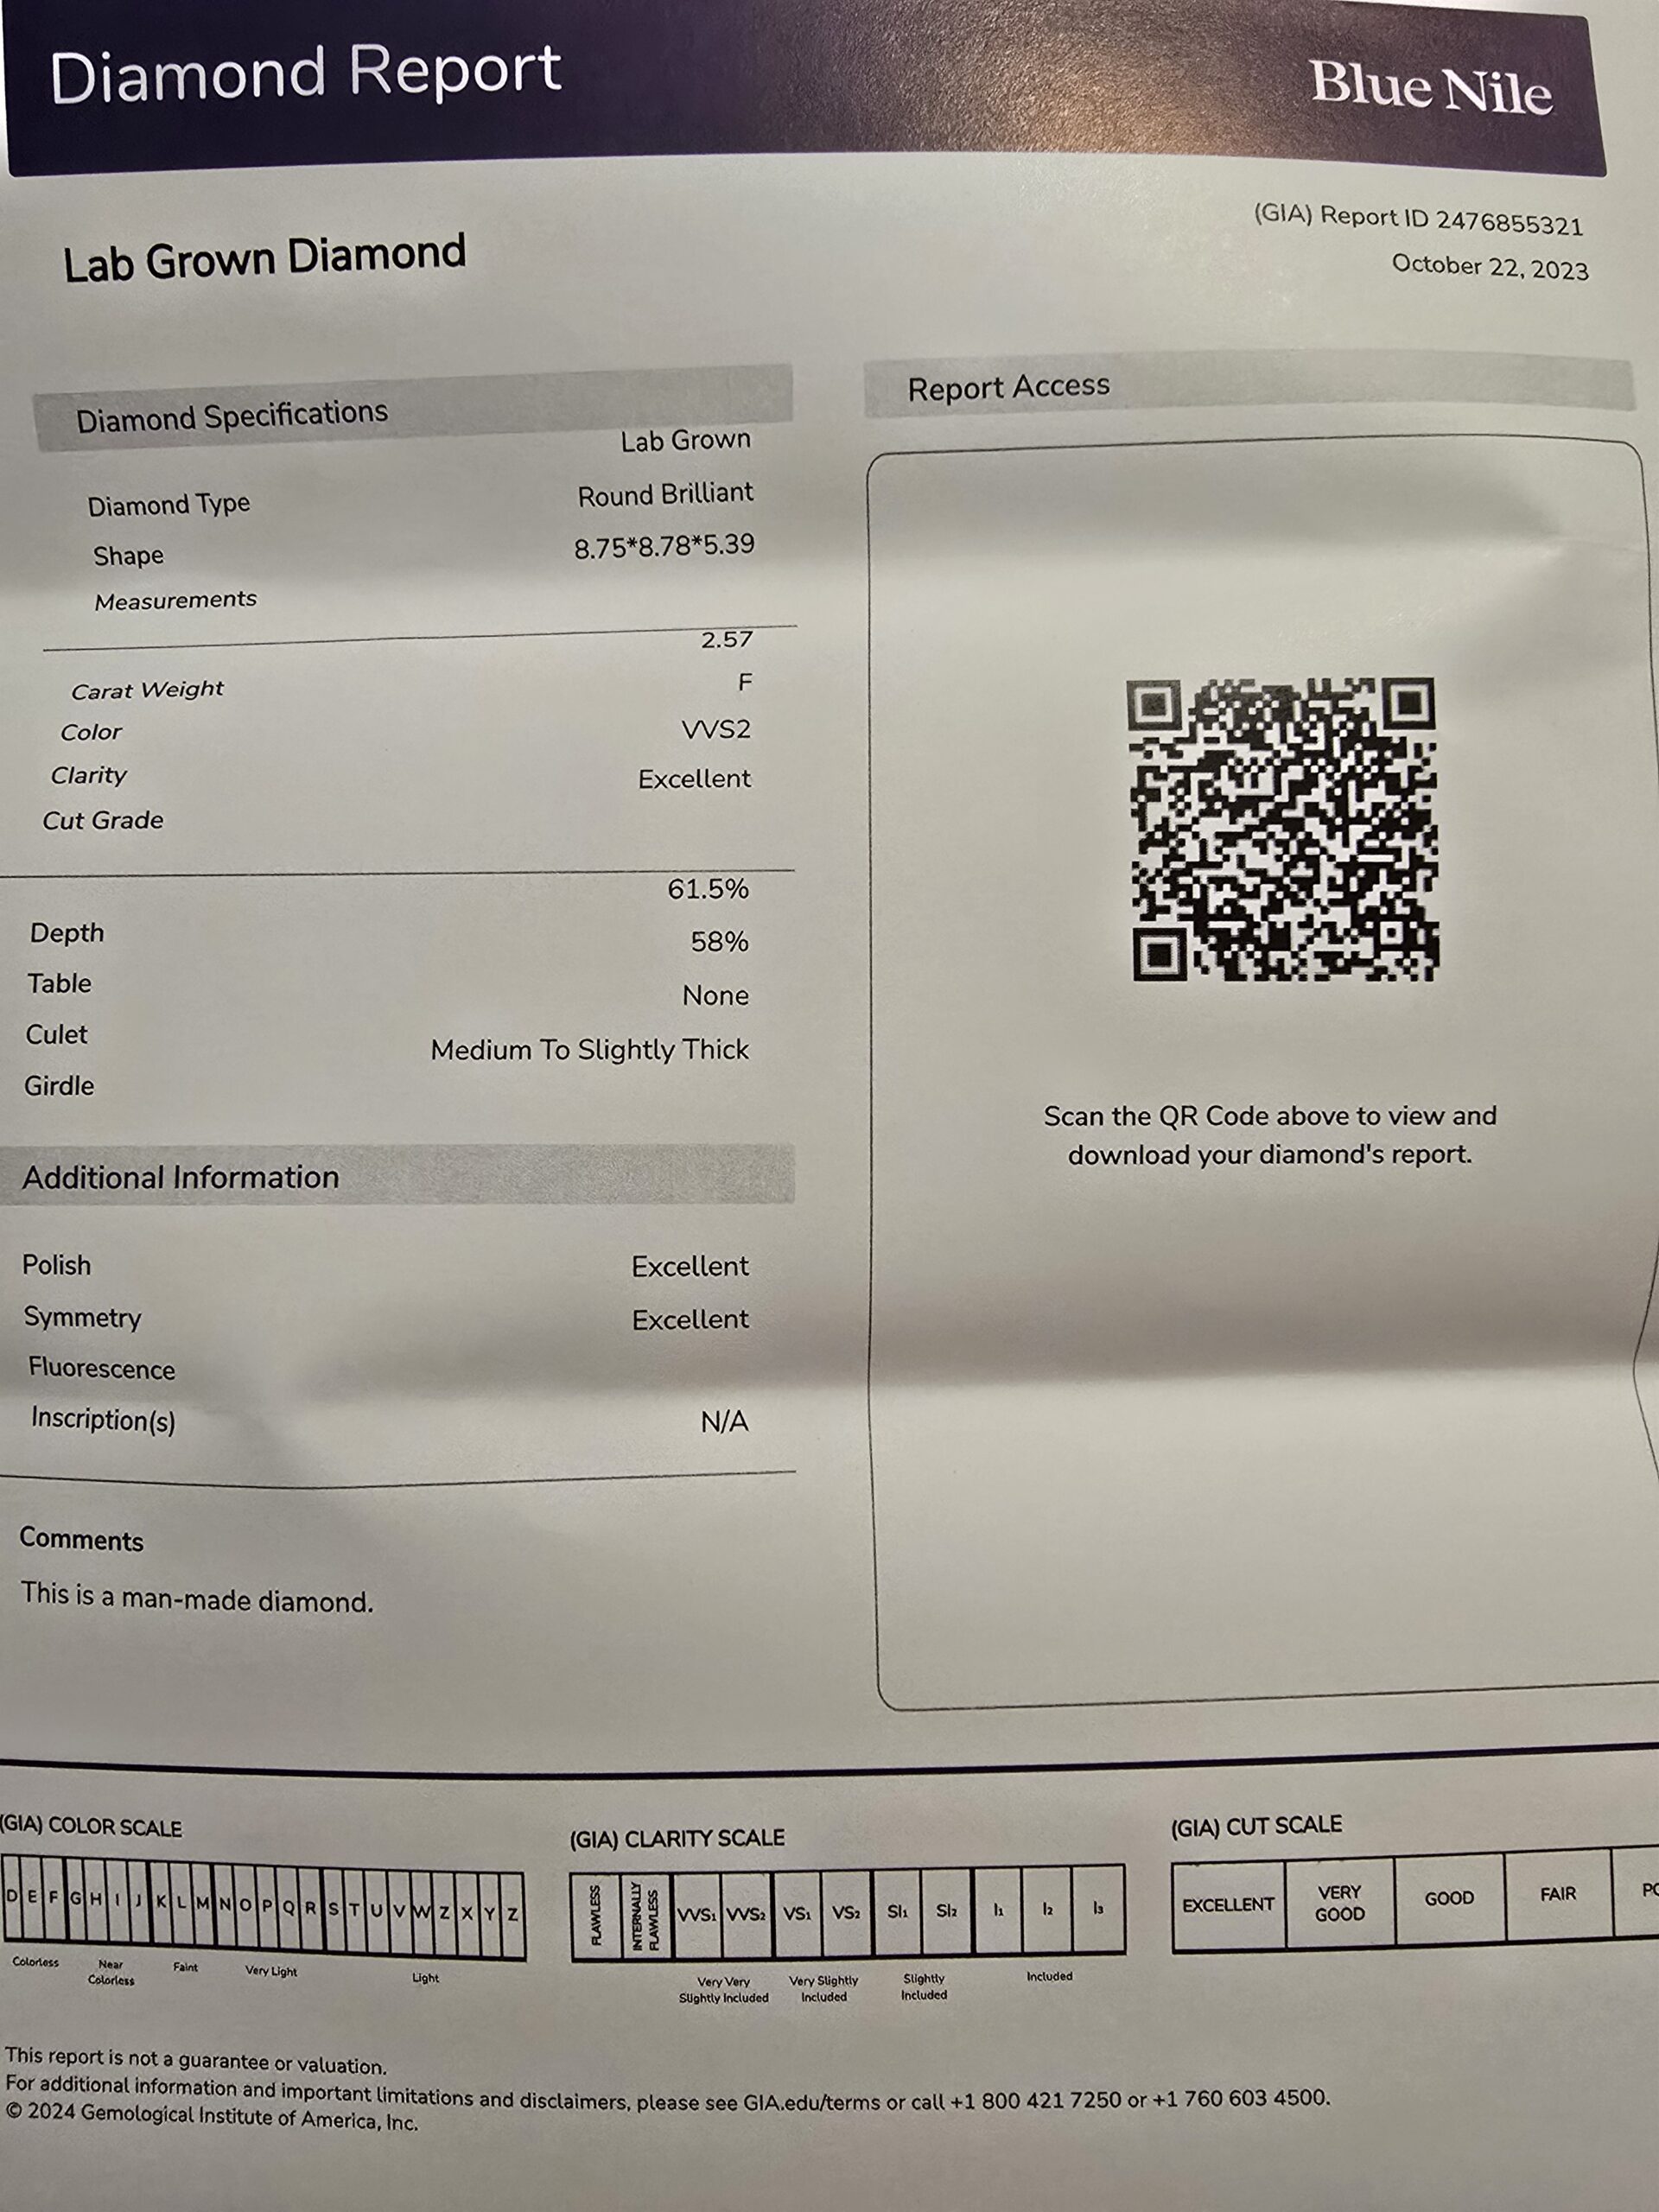 Diamond Report
Blue Nile
(GIA) Report ID 2476855321
October 22, 2023
Lab Grown Diamond
Diamond Specifications
Diamond Type Lab Grown
Shape Round Brilliant
Measurements 8.75*8.78*5.39
Carat Weight 2.57
Color F
Clarity VVS2
Cut Grade Excellent
Depth 61.5%
Table 58%
Culet None
Girdle Medium To Slightly Thick
Additional Information
Polish Excellent
Symmetry Excellent
Fluorescence
Inscription(s) N/A
Comments
This is a man-made diamond.
Report Access
Scan the QR Code above to view and
download your diamond's report.
(GIA) COLOR SCALE
D E F G H I J K L M N O P Q R S T U V W Z X Y Z
Colorless
Near
Colorless
Faint
Very Light
Light
(GIA) CLARITY SCALE
FLAWLESS
INTERNALLY
FLAWLESS
VVS1 VVS2 VS1 VS2 SI1 SI2 I1 I2 I3
Very Very
Slightly Included
Very Slightly
Included
Slightly
Included
Included
(GIA) CUT SCALE
EXCELLENT
VERY
GOOD
GOOD
FAIR
This report is not a guarantee or valuation.
For additional information and important limitations and disclaimers, please see GIA.edu/terms or call +1 800 421 7250 or +1 760 603 4500.
© 2024 Gemological Institute of America, Inc.